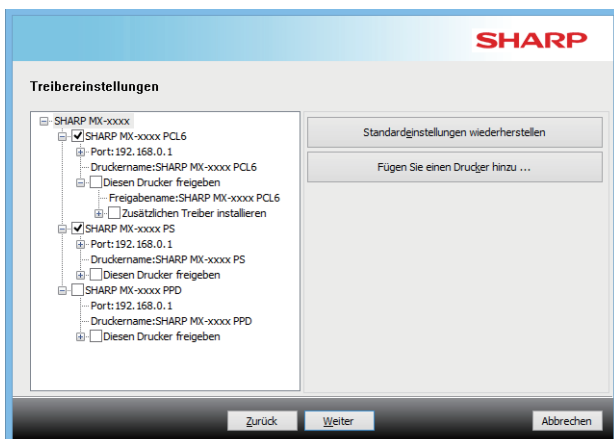 SHARP
Treibereinstellungen
SHARP MX-xxxx
SHARP MX-xxxx PCL6
Port:192.168.0.1
Druckername:SHARP MX-xxxx PCL6
Diesen Drucker freigeben
Freigabename:SHARP MX-xxxx PCL6
Zusätzlichen Treiber installieren
SHARP MX-xxxx PS
Port:192.168.0.1
Druckername:SHARP MX-xxxx PS
Diesen Drucker freigeben
SHARP MX-xxxx PPD
Port:192.168.0.1
Druckername:SHARP MX-xxxx PPD
Diesen Drucker freigeben
Standardeinstellungen wiederherstellen
Fügen Sie einen Drucker hinzu ...
Zurück
Weiter
Abbrechen